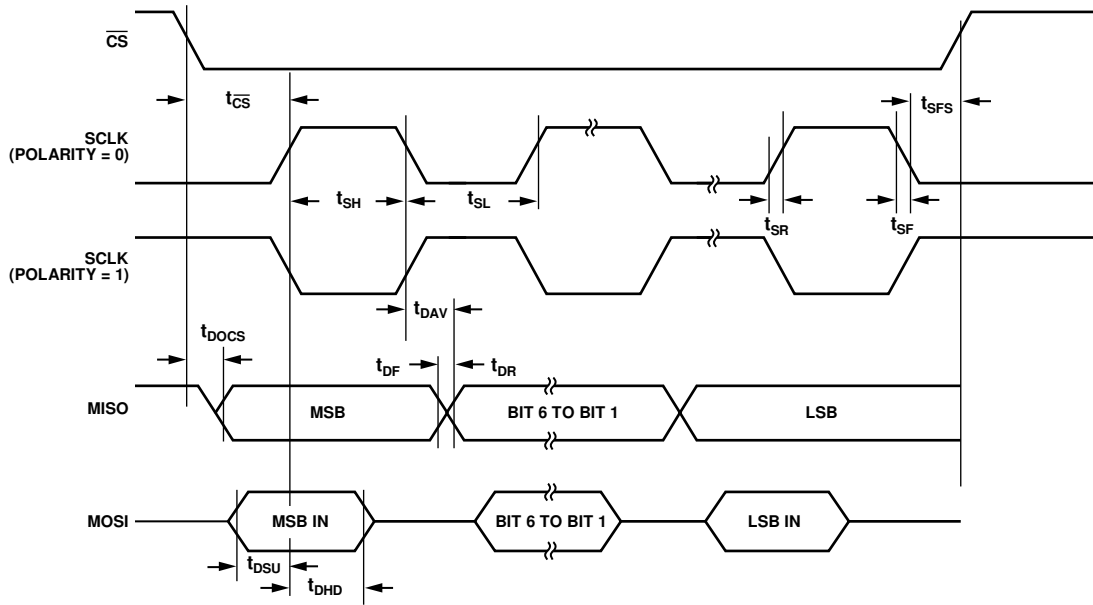 CS
tCS
tSFS
SCLK
(POLARITY = 0)
tSH
tSL
tSR
tSF
SCLK
(POLARITY = 1)
tDAV
tDOCS
tDF
tDR
MISO
MSB
BIT 6 TO BIT 1
LSB
MOSI
MSB IN
BIT 6 TO BIT 1
LSB IN
tDSU
tDHD